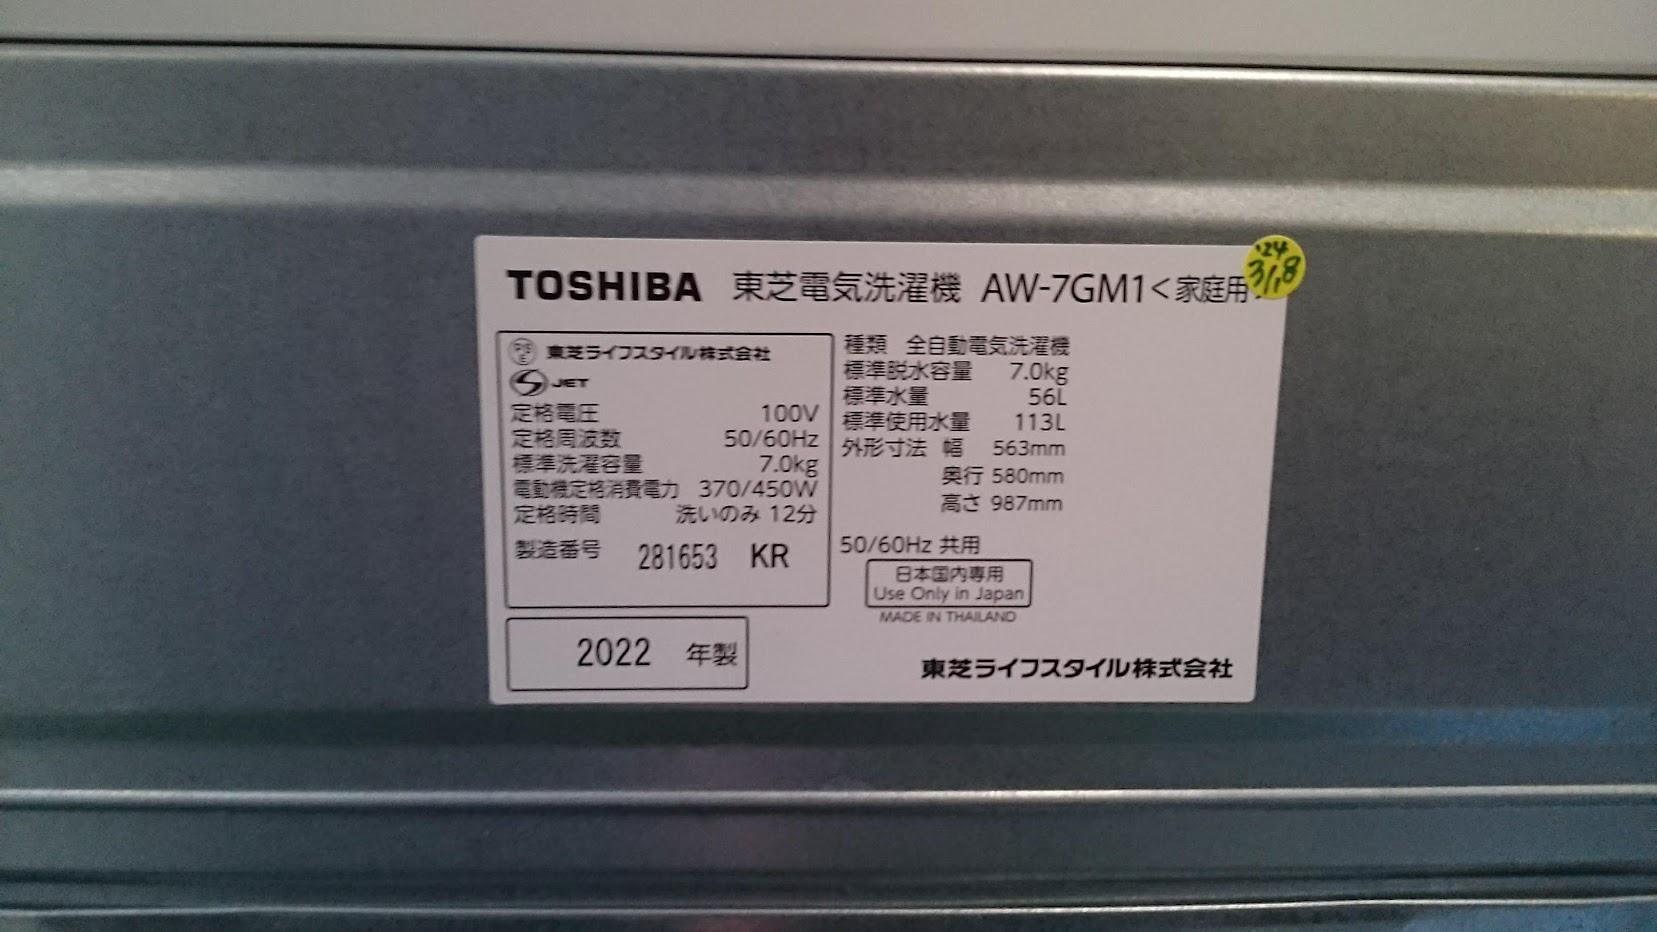 TOSHIBA 東芝電気洗濯機 AW-7GM1<家庭用>
'24
3/18
東芝ライフスタイル株式会社
JET
定格電圧 100V
定格周波数 50/60Hz
標準洗濯容量 7.0kg
電動機定格消費電力 370/450W
定格時間 洗いのみ 12分
製造番号 281653 KR
2022 年製
種類 全自動電気洗濯機
標準脱水容量 7.0kg
標準水量 56L
標準使用水量 113L
外形寸法 幅 563mm
奥行 580mm
高さ 987mm
50/60Hz 共用
日本国内専用
Use Only in Japan
MADE IN THAILAND
東芝ライフスタイル株式会社